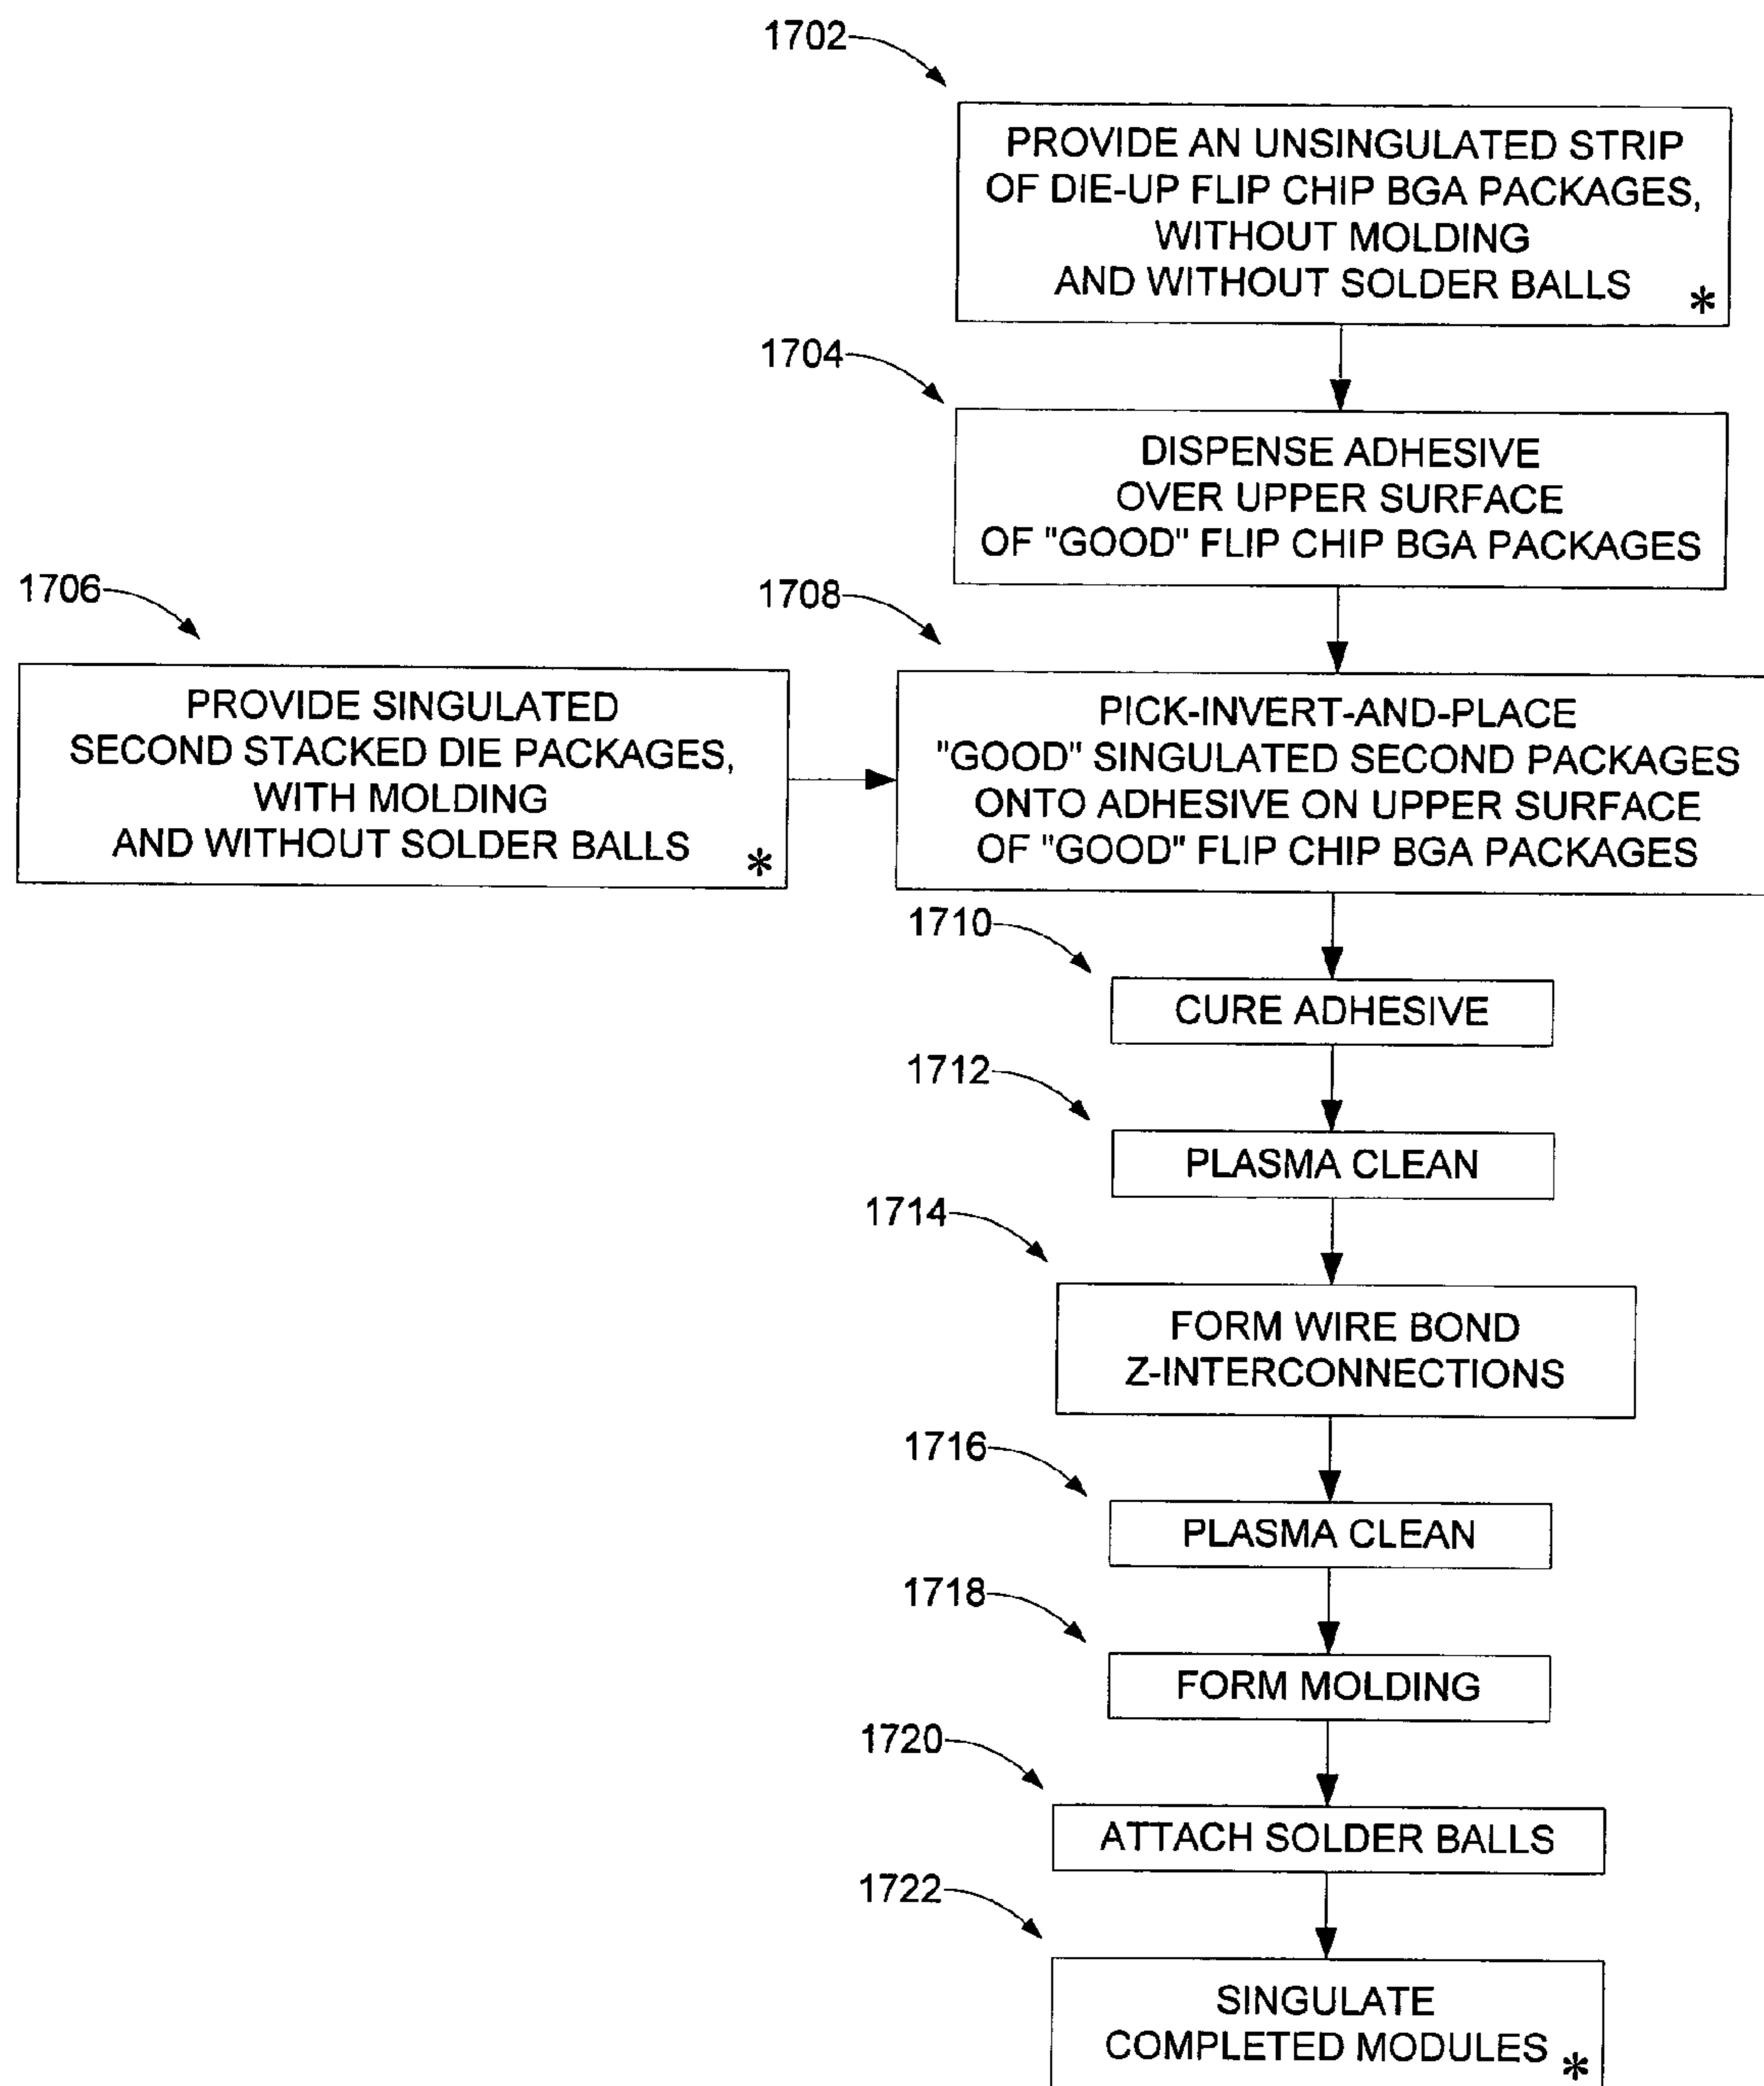 1702
PROVIDE AN UNSINGULATED STRIP
OF DIE-UP FLIP CHIP BGA PACKAGES,
WITHOUT MOLDING
AND WITHOUT SOLDER BALLS *
1704
DISPENSE ADHESIVE
OVER UPPER SURFACE
OF "GOOD" FLIP CHIP BGA PACKAGES
1706
PROVIDE SINGULATED
SECOND STACKED DIE PACKAGES,
WITH MOLDING
AND WITHOUT SOLDER BALLS *
1708
PICK-INVERT-AND-PLACE
"GOOD" SINGULATED SECOND PACKAGES
ONTO ADHESIVE ON UPPER SURFACE
OF "GOOD" FLIP CHIP BGA PACKAGES
1710
CURE ADHESIVE
1712
PLASMA CLEAN
1714
FORM WIRE BOND
Z-INTERCONNECTIONS
1716
PLASMA CLEAN
1718
FORM MOLDING
1720
ATTACH SOLDER BALLS
1722
SINGULATE
COMPLETED MODULES *